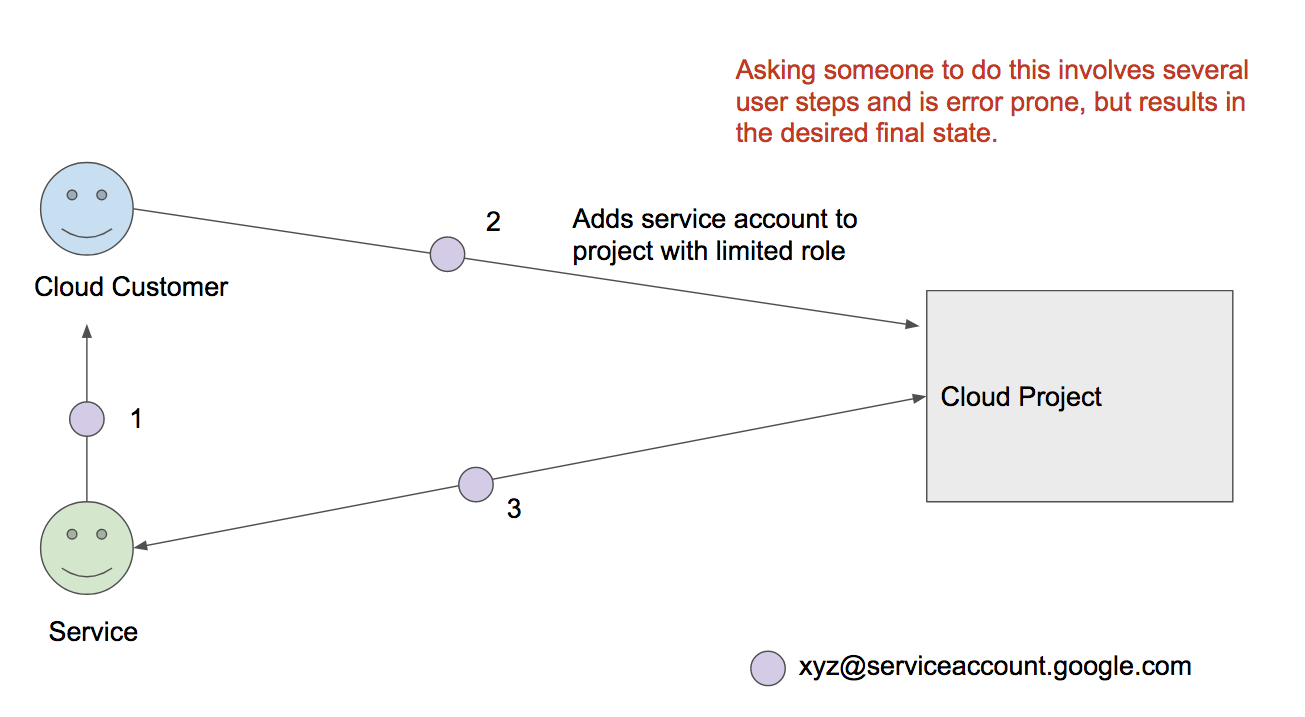 Asking someone to do this involves several
user steps and is error prone, but results in
the desired final state.
2
Adds service account to
project with limited role
Cloud Customer
Cloud Project
1
3
Service
xyz@serviceaccount.google.com